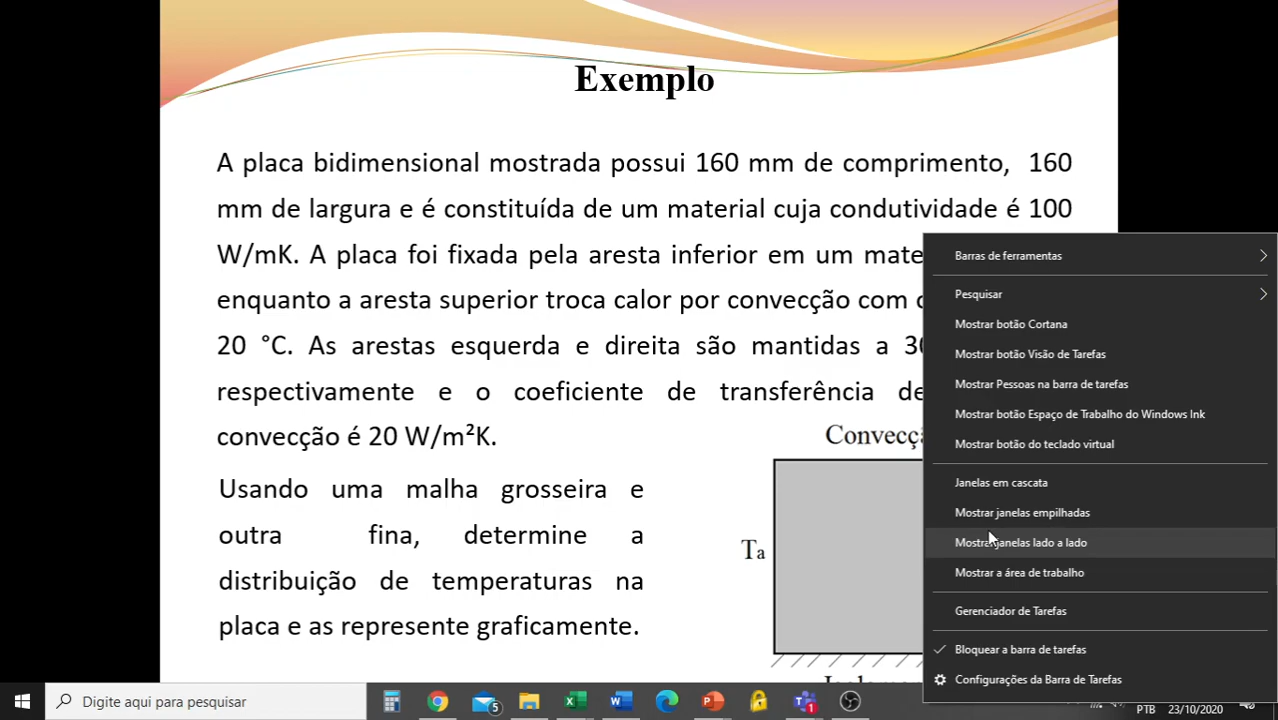 Exemplo
A placa bidimensional mostrada possui 160 mm de comprimento, 160
mm de largura e é constituída de um material cuja condutividade é 100
W/mK. A placa foi fixada pela aresta inferior em um mate
enquanto a aresta superior troca calor por convecção com
20 °C. As arestas esquerda e direita são mantidas a 30
respectivamente e o coeficiente de transferência de
convecção é 20 W/m²K.
Convecçã
Usando uma malha grosseira e
outra fina, determine a
distribuição de temperaturas na
placa e as represente graficamente.
Ta
Barras de ferramentas
Pesquisar
Mostrar botão Cortana
Mostrar botão Visão de Tarefas
Mostrar Pessoas na barra de tarefas
Mostrar botão Espaço de Trabalho do Windows Ink
Mostrar botão do teclado virtual
Janelas em cascata
Mostrar janelas empilhadas
Mostrar janelas lado a lado
Mostrar a área de trabalho
Gerenciador de Tarefas
Bloquear a barra de tarefas
Configurações da Barra de Tarefas
Digite aqui para pesquisar
5
1
PTB 23/10/2020